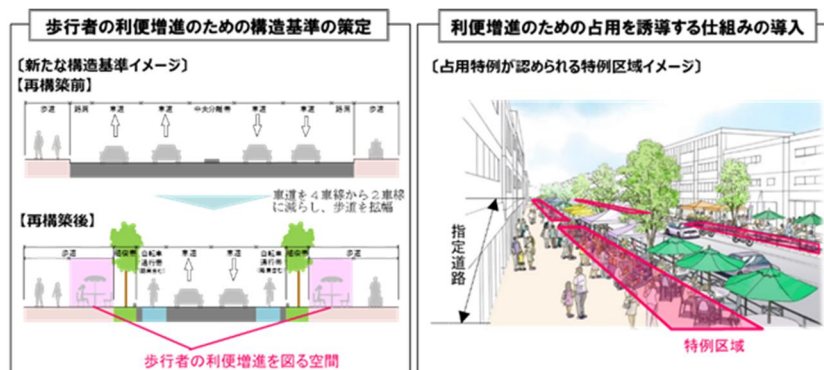 歩行者の利便増進のための構造基準の策定
〔新たな構造基準イメージ〕
【再構築前】
歩道 路肩 車道 車道 中央分離帯 車道 車道 路肩 歩道
車道を4車線から2車線
に減らし、歩道を拡幅
【再構築後】
歩道 植樹帯 自転車通行帯 車道 車道 自転車通行帯 植樹帯 歩道
歩行者の利便増進を図る空間
利便増進のための占用を誘導する仕組みの導入
〔占用特例が認められる特例区域イメージ〕
指定道路
特例区域